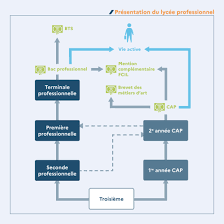 Présentation du lycée professionnel
BTS
Vie active
Bac professionnel
Mention
complémentaire
FCIL
Terminale
professionnelle
Brevet des
métiers d'art
CAP
Première
professionnelle
2e année CAP
Seconde
professionnelle
1re année CAP
Troisième